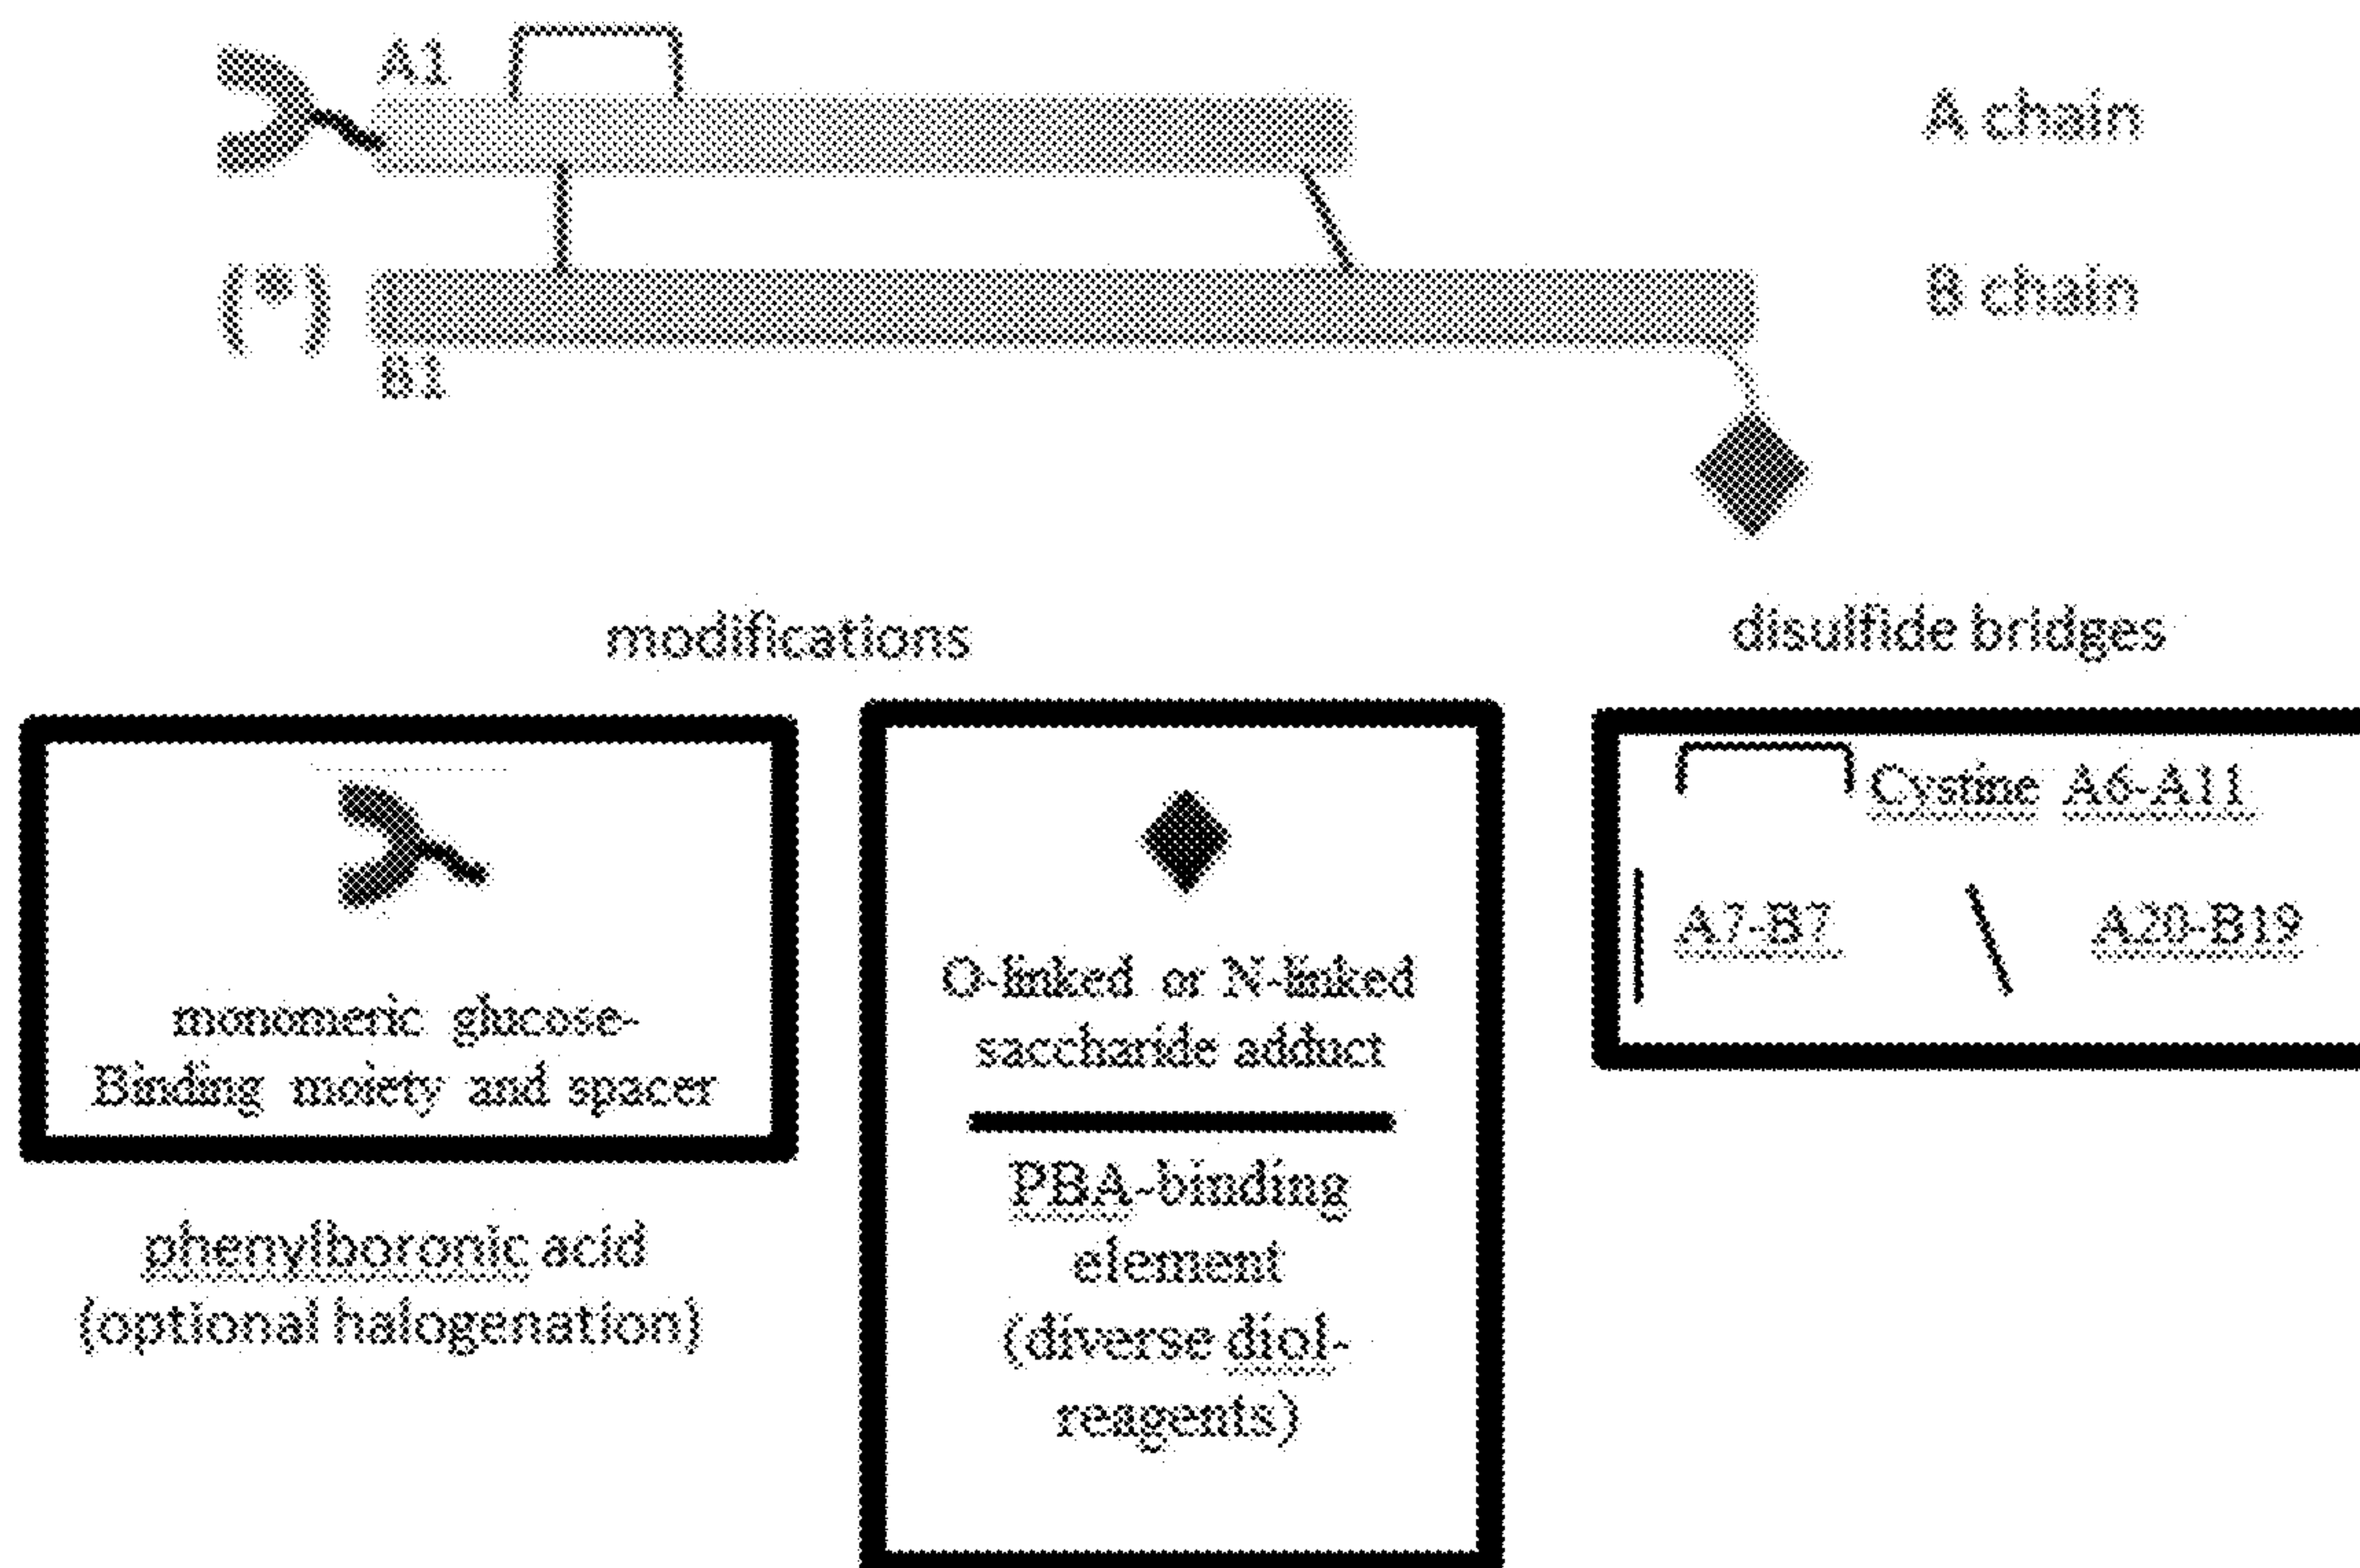 A1
A chain
(*)
B chain
B1
modifications
disulfide bridges
monomeric glucose-
Binding moiety and spacer
phenylboronic acid
(optional halogenation)
O-linked or N-linked
saccharide adduct
PBA-binding
element
(diverse diol-
reagents)
Cystine A6-A11
A7-B7 A20-B19